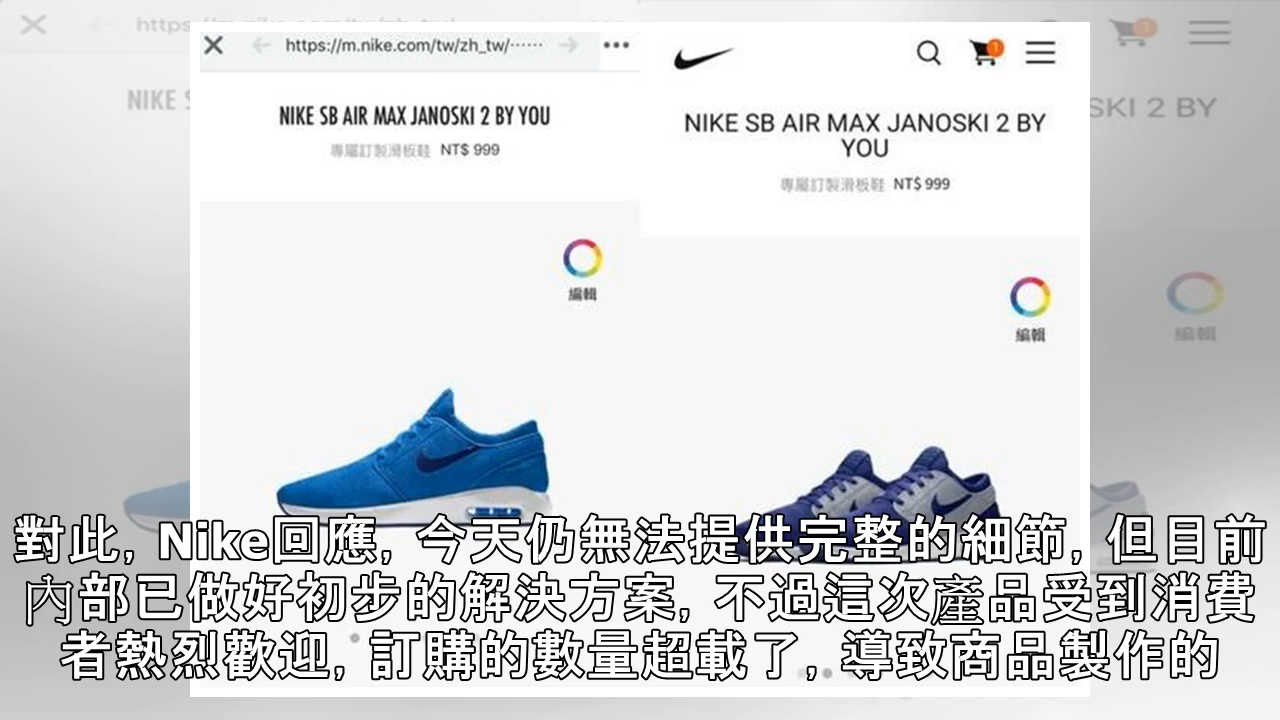 https://m.nike.com/tw/zh_tw/······
NIKE SB AIR MAX JANOSKI 2 BY YOU
專屬訂製滑板鞋 NT$ 999
編輯
1
NIKE SB AIR MAX JANOSKI 2 BY
YOU
專屬訂製滑板鞋 NT$ 999
編輯
對此, Nike回應, 今天仍無法提供完整的細節, 但目前
內部已做好初步的解決方案, 不過這次產品受到消費
者熱烈歡迎, 訂購的數量超載了, 導致商品製作的